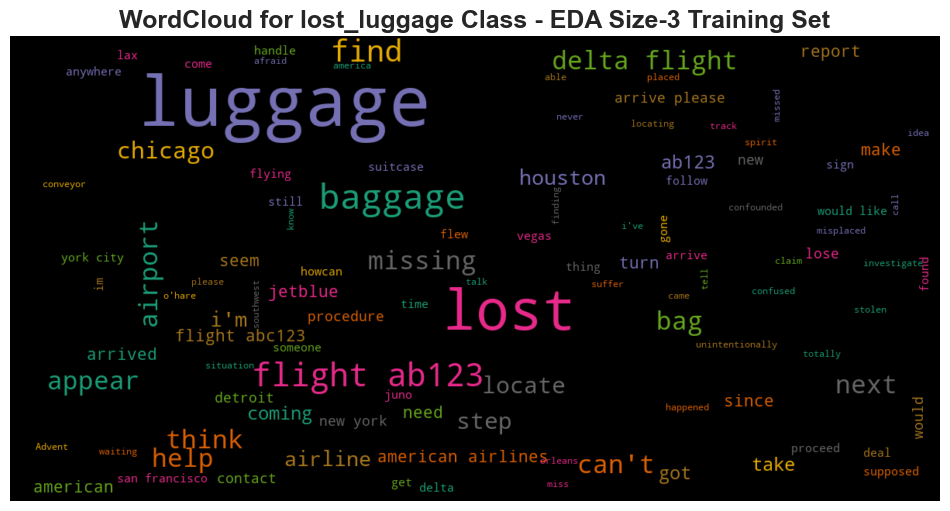 WordCloud for lost_luggage Class - EDA Size-3 Training Set
lax
come
handle
afraid
find
america
anywhere
luggage
delta flight
report
able
placed
arrive please
missed
never
locating
track
idea
chicago
spirit
make
conveyor
flying
suitcase
houston
ab123
new
sign
follow
still
know
baggage
finding
confounded
would like
call
airport
flew
vegas
i've
gone
misplaced
york city
seem
howcan
missing
thing
turn
arrive
lose
claim
investigate
found
im
please
o'hare
southwest
jetblue
talk
suffer
tell
came
confused
time
lost
i'm
procedure
bag
stolen
flight abc123
unintentionally
arrived
someone
totally
situation
appear
flight ab123
locate
next
juno
detroit
coming
new york
need
step
happened
since
would
Advent
waiting
think
help
airline
american airlines
orleans
can't
got
take
proceed
deal
supposed
american
san francisco
contact
get
delta
miss